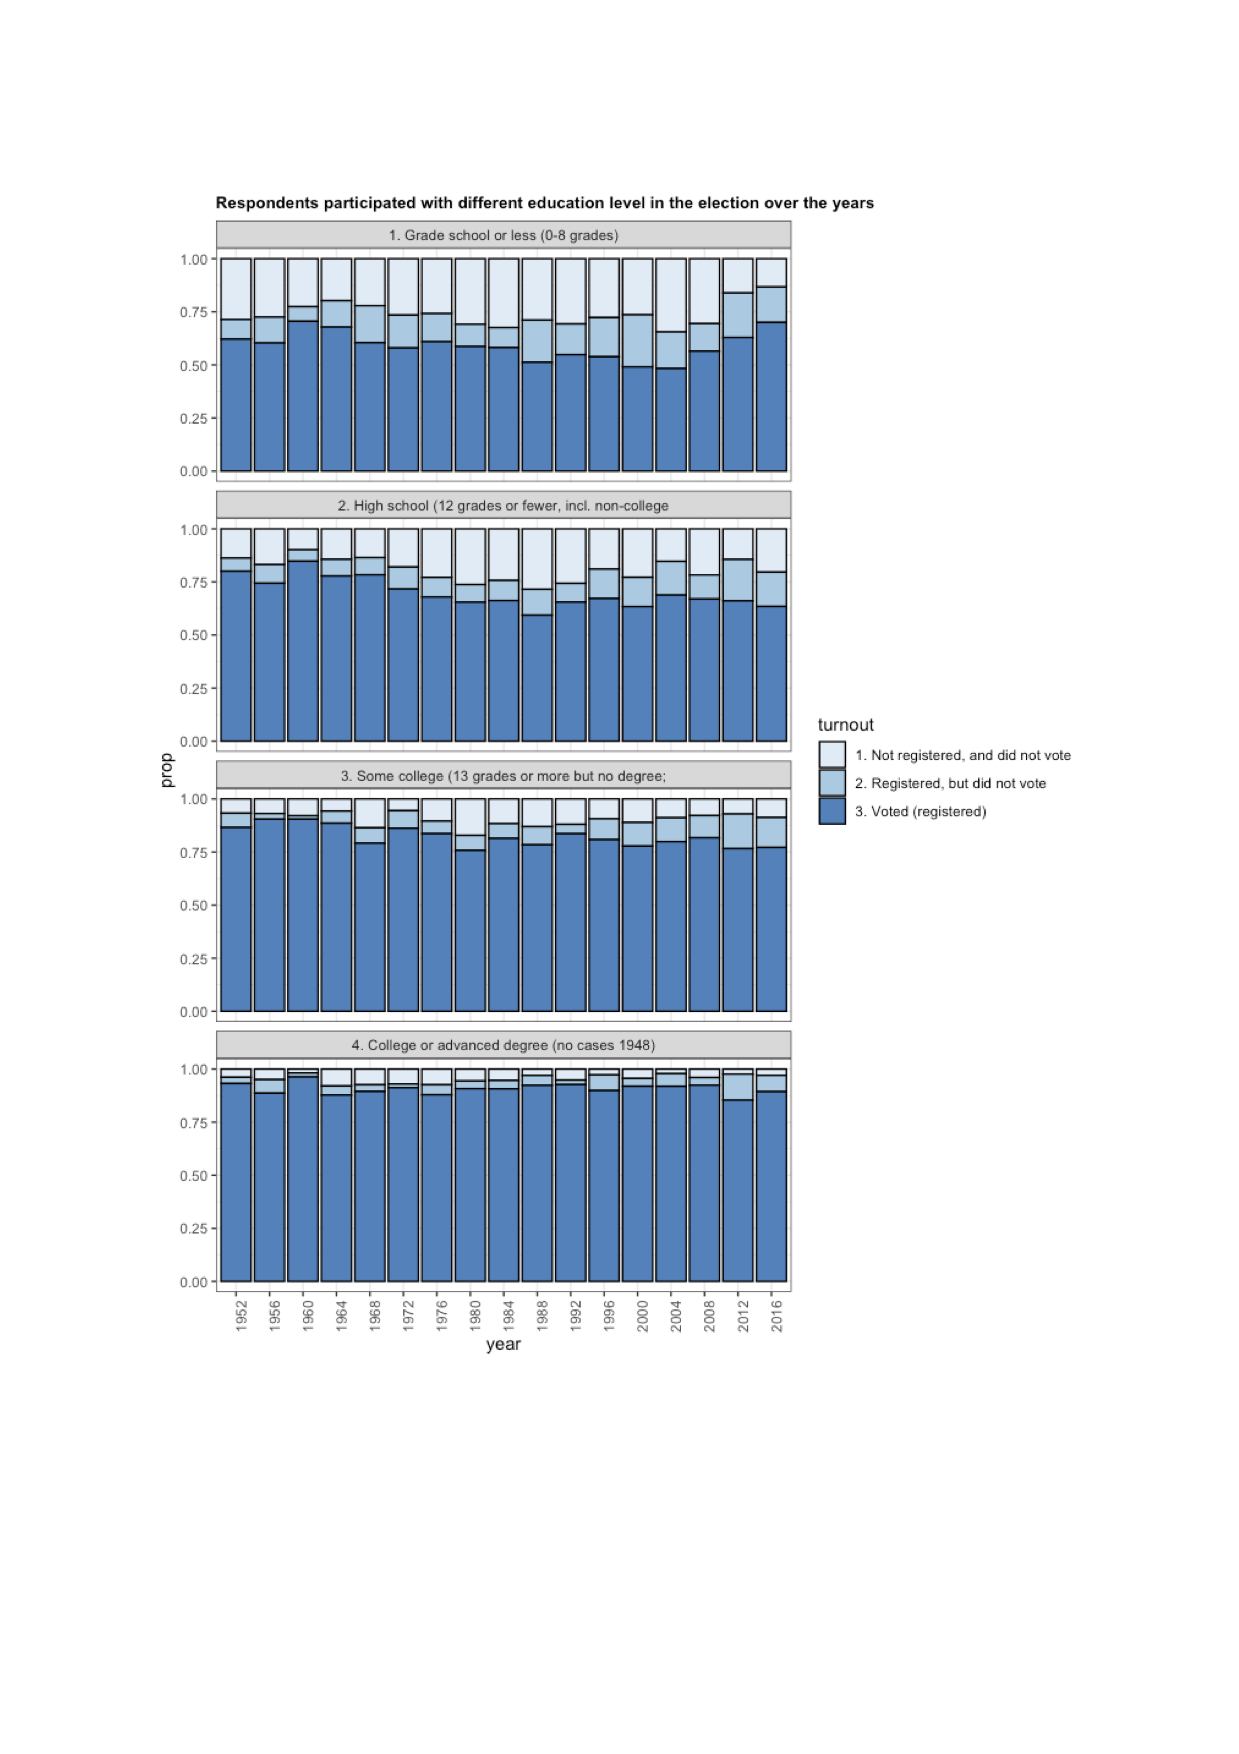 Respondents participated with different education level in the election over the years
1. Grade school or less (0-8 grades)
1.00
0.75
0.50
0.25
0.00
2. High school (12 grades or fewer, incl. non-college
1.00
0.75
0.50
0.25
0.00
3. Some college (13 grades or more but no degree;
1.00
0.75
0.50
0.25
0.00
4. College or advanced degree (no cases 1948)
1.00
0.75
0.50
0.25
0.00
prop
1952 1956 1960 1964 1968 1972 1976 1980 1984 1988 1992 1996 2000 2004 2008 2012 2016
year
turnout
1. Not registered, and did not vote
2. Registered, but did not vote
3. Voted (registered)